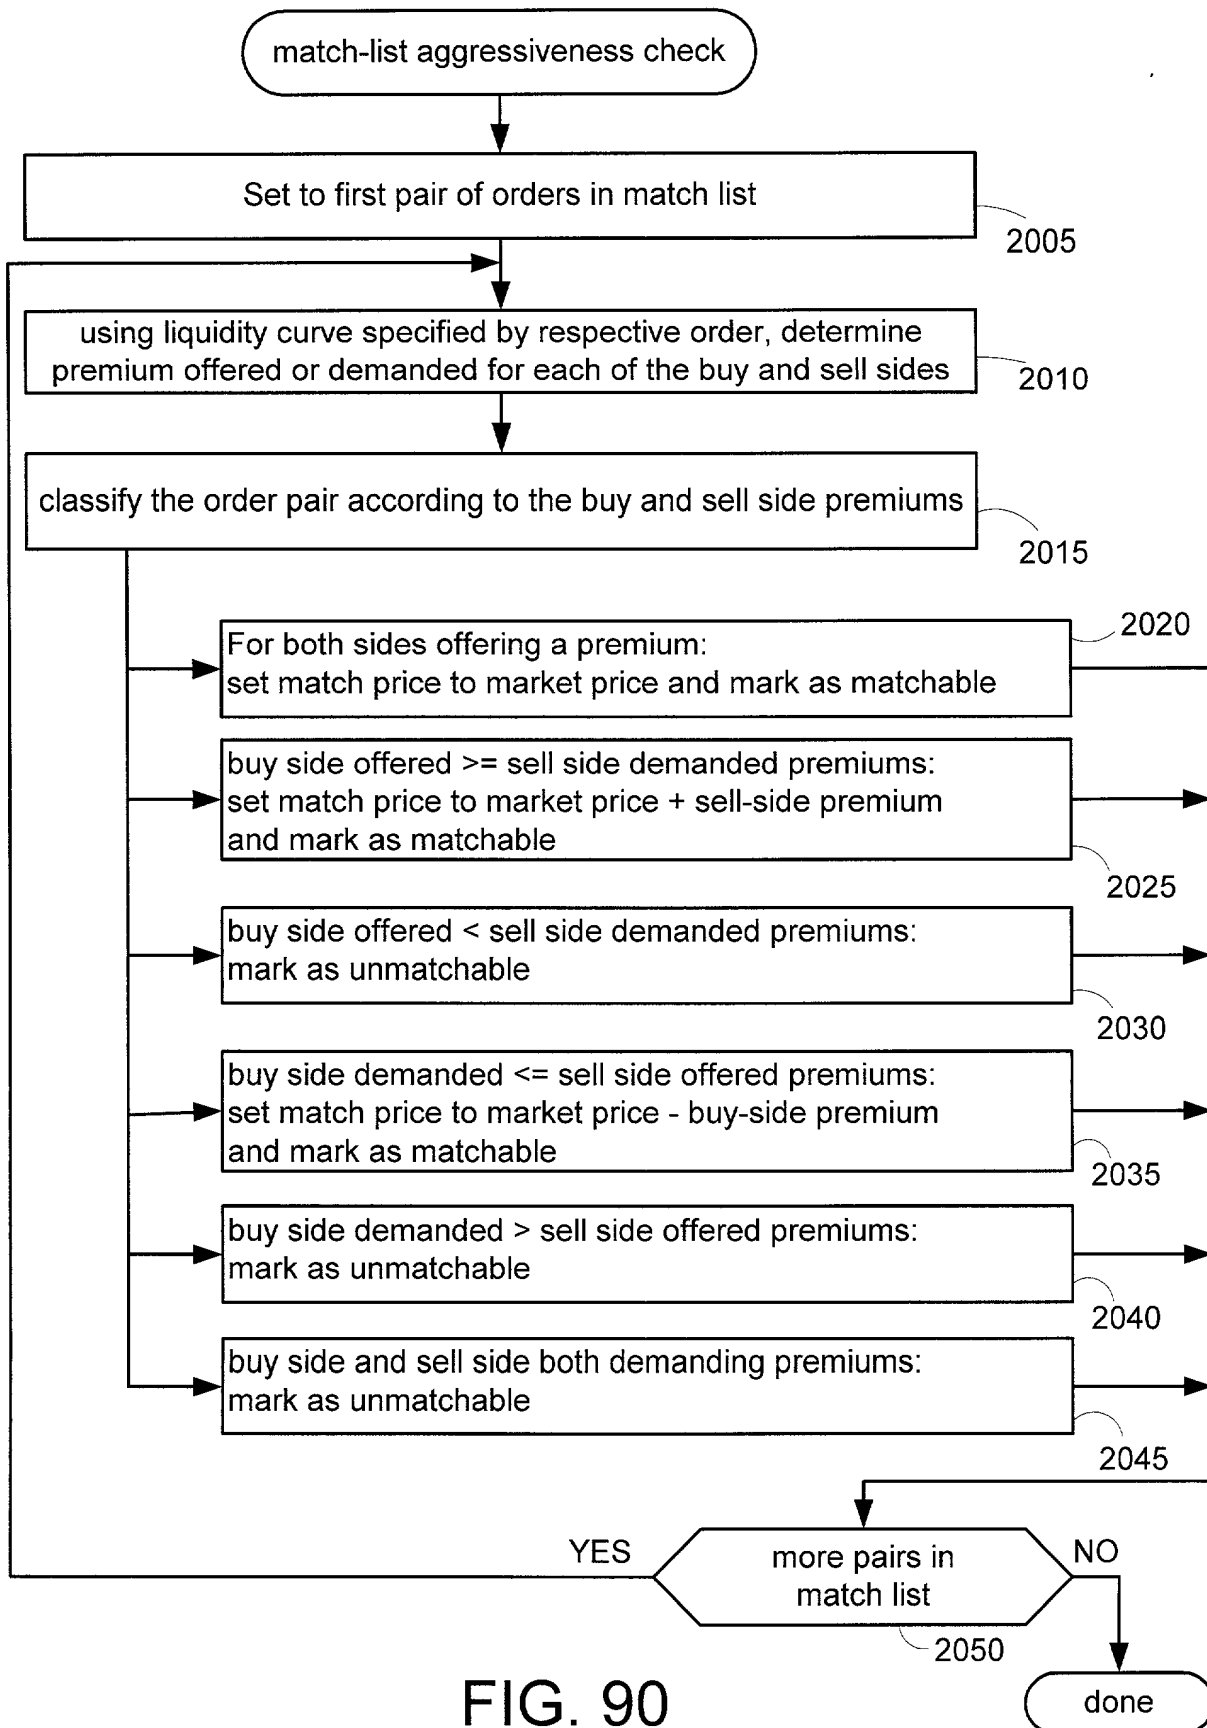 match-list aggressiveness check
Set to first pair of orders in match list
2005
using liquidity curve specified by respective order, determine
premium offered or demanded for each of the buy and sell sides
2010
classify the order pair according to the buy and sell side premiums
2015
For both sides offering a premium:
set match price to market price and mark as matchable
2020
buy side offered >= sell side demanded premiums:
set match price to market price + sell-side premium
and mark as matchable
2025
buy side offered < sell side demanded premiums:
mark as unmatchable
2030
buy side demanded <= sell side offered premiums:
set match price to market price - buy-side premium
and mark as matchable
2035
buy side demanded > sell side offered premiums:
mark as unmatchable
2040
buy side and sell side both demanding premiums:
mark as unmatchable
2045
YES
more pairs in
match list
NO
2050
done
FIG. 90